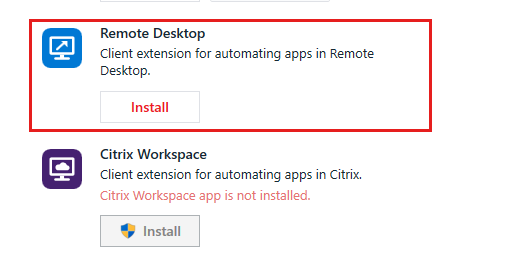 Remote Desktop
Client extension for automating apps in Remote
Desktop.
Install
Citrix Workspace
Client extension for automating apps in Citrix.
Citrix Workspace app is not installed.
Install